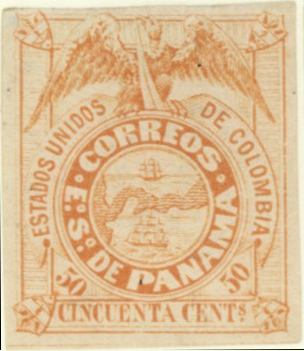 ESTADOS UNIDOS DE COLOMBIA
CORREOS
E.S. DE PANAMA
50 50
CINCUENTA CENTS